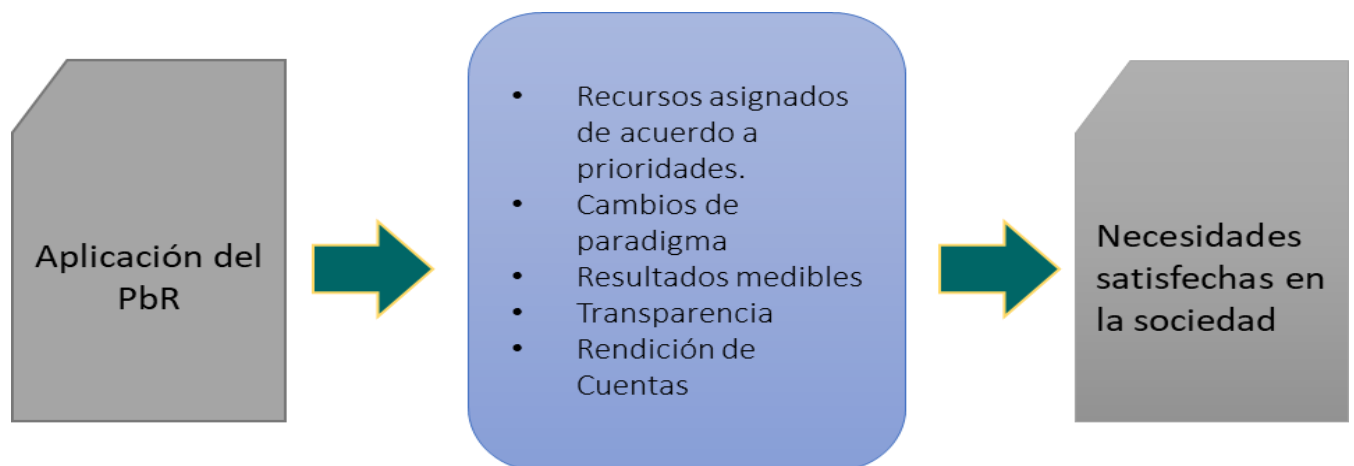 Aplicación del
PbR
• Recursos asignados
de acuerdo a
prioridades.
• Cambios de
paradigma
• Resultados medibles
• Transparencia
• Rendición de
Cuentas
Necesidades
satisfechas en
la sociedad